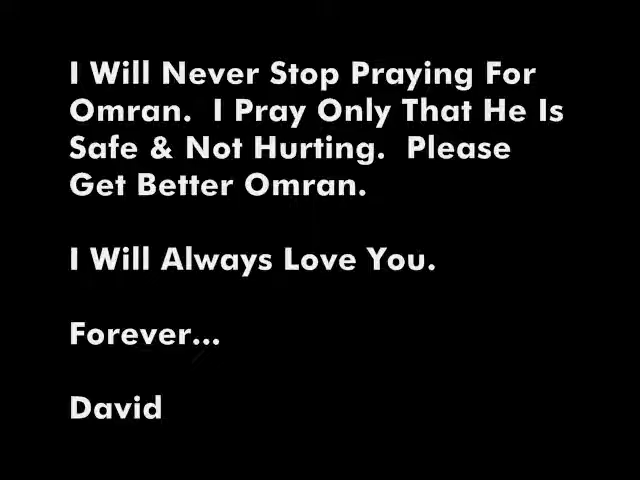 I Will Never Stop Praying For
Omran.  I Pray Only That He Is
Safe & Not Hurting.  Please
Get Better Omran.
I Will Always Love You.
Forever...
David